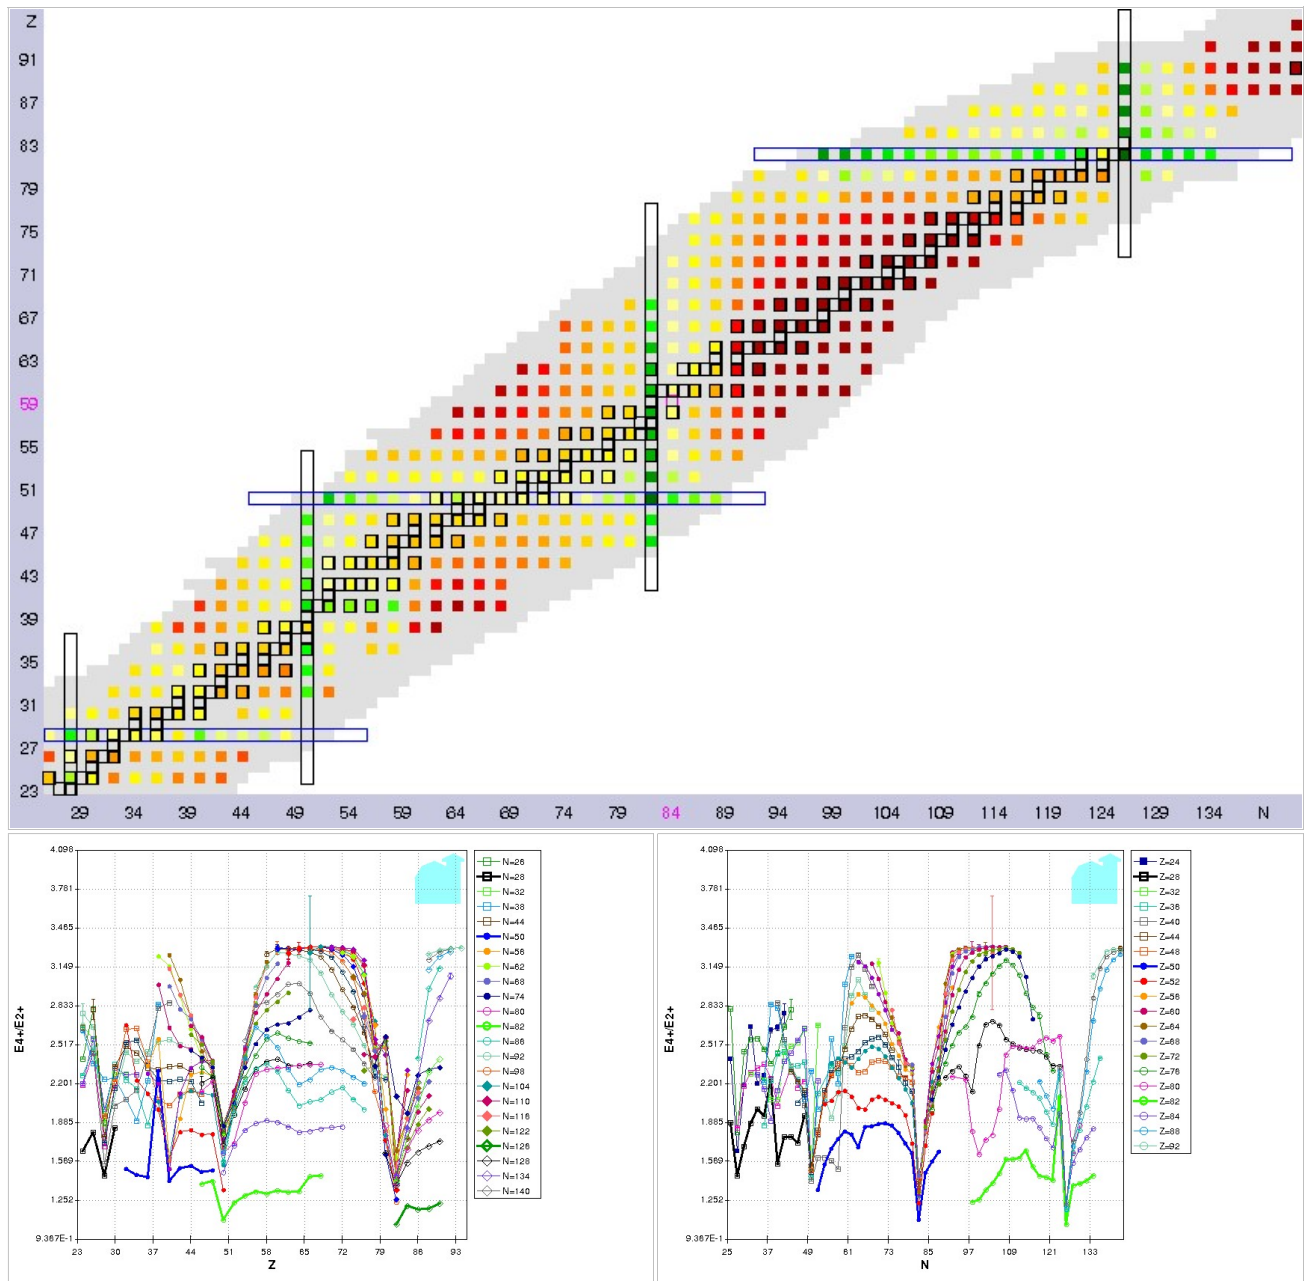 Z
91
87
83
79
75
71
67
63
59
55
51
47
43
39
35
31
27
23
29 34 39 44 49 54 59 64 69 74 79 84 89 94 99 104 109 114 119 124 129 134 N
4.098
3.781
3.465
3.149
2.833
2.517
2.201
1.885
1.569
1.252
9.367E-1
E4+/E2+
23 30 37 44 51 58 65 72 79 86 93
Z
N=26
N=28
N=32
N=38
N=44
N=50
N=56
N=62
N=68
N=74
N=80
N=82
N=86
N=92
N=98
N=104
N=110
N=116
N=122
N=126
N=128
N=134
N=140
4.098
3.781
3.465
3.149
2.833
2.517
2.201
1.885
1.569
1.252
9.367E-1
E4+/E2+
25 37 49 61 73 85 97 109 121 133
N
Z=24
Z=28
Z=32
Z=36
Z=40
Z=44
Z=48
Z=50
Z=52
Z=56
Z=60
Z=64
Z=68
Z=72
Z=76
Z=80
Z=82
Z=84
Z=88
Z=92